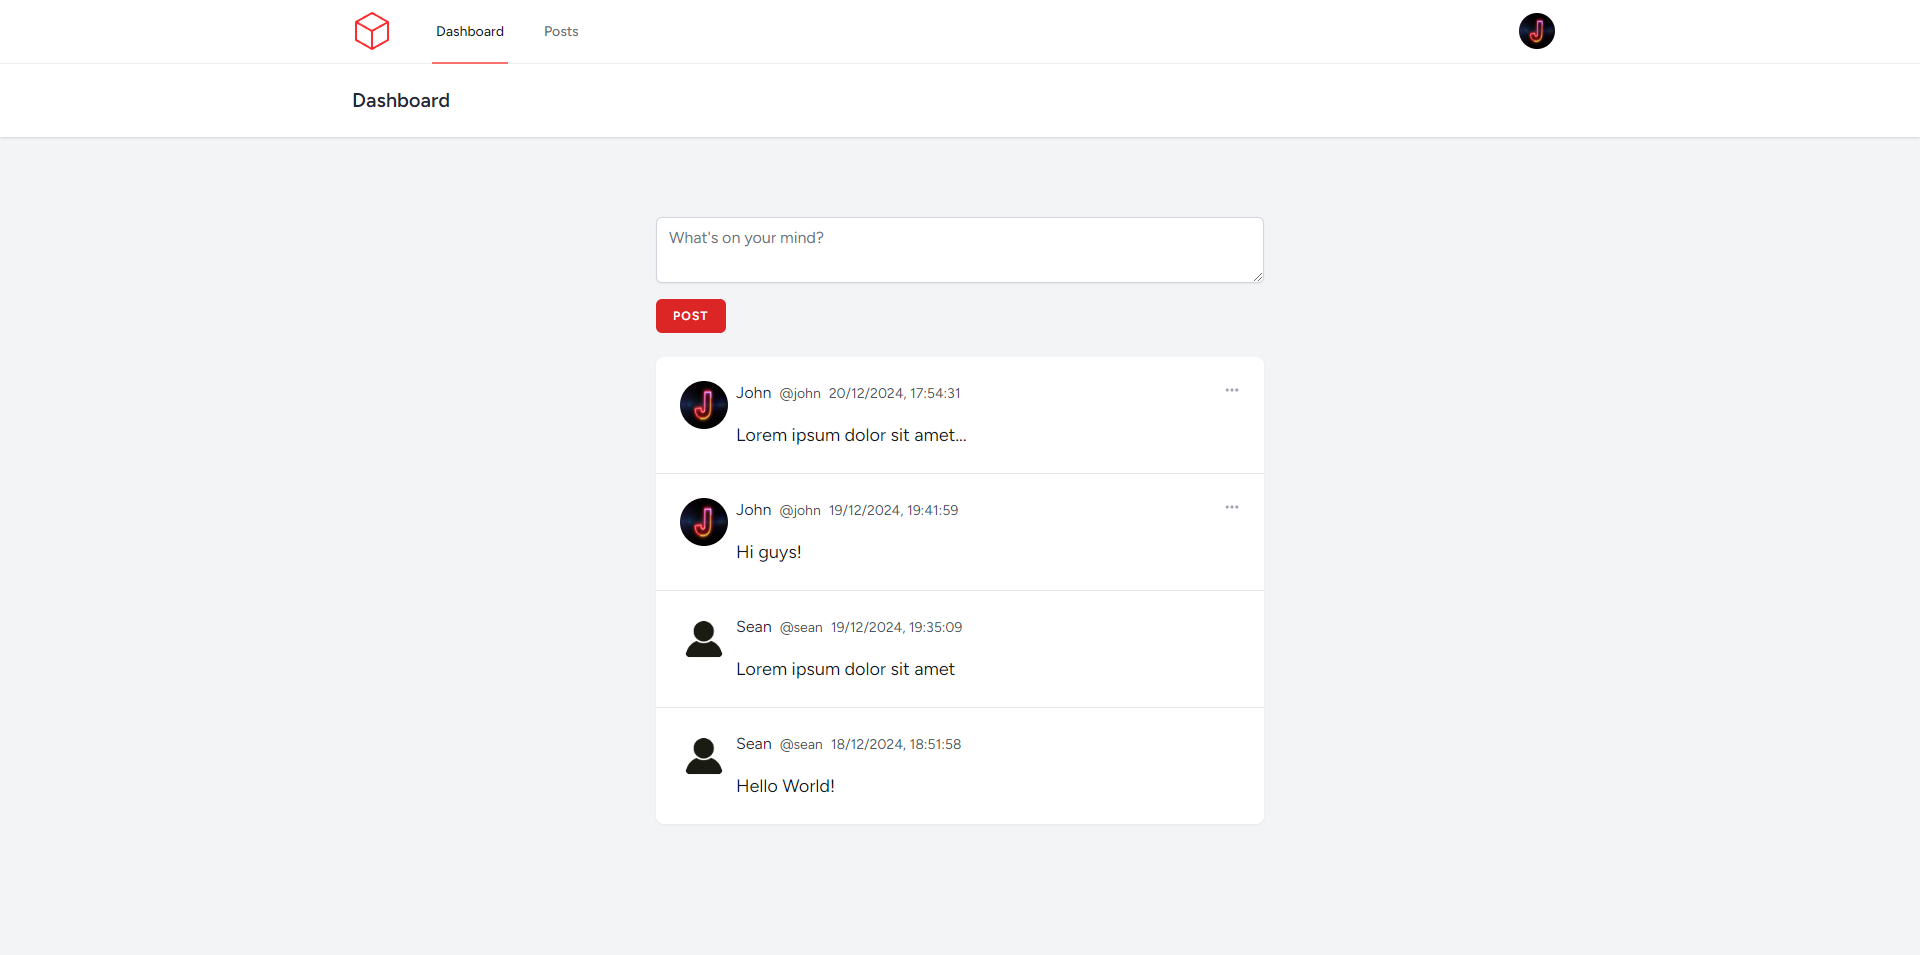 Dashboard Posts
Dashboard
What's on your mind?
POST
John @john 20/12/2024, 17:54:31
Lorem ipsum dolor sit amet...
John @john 19/12/2024, 19:41:59
Hi guys!
Sean @sean 19/12/2024, 19:35:09
Lorem ipsum dolor sit amet
Sean @sean 18/12/2024, 18:51:58
Hello World!